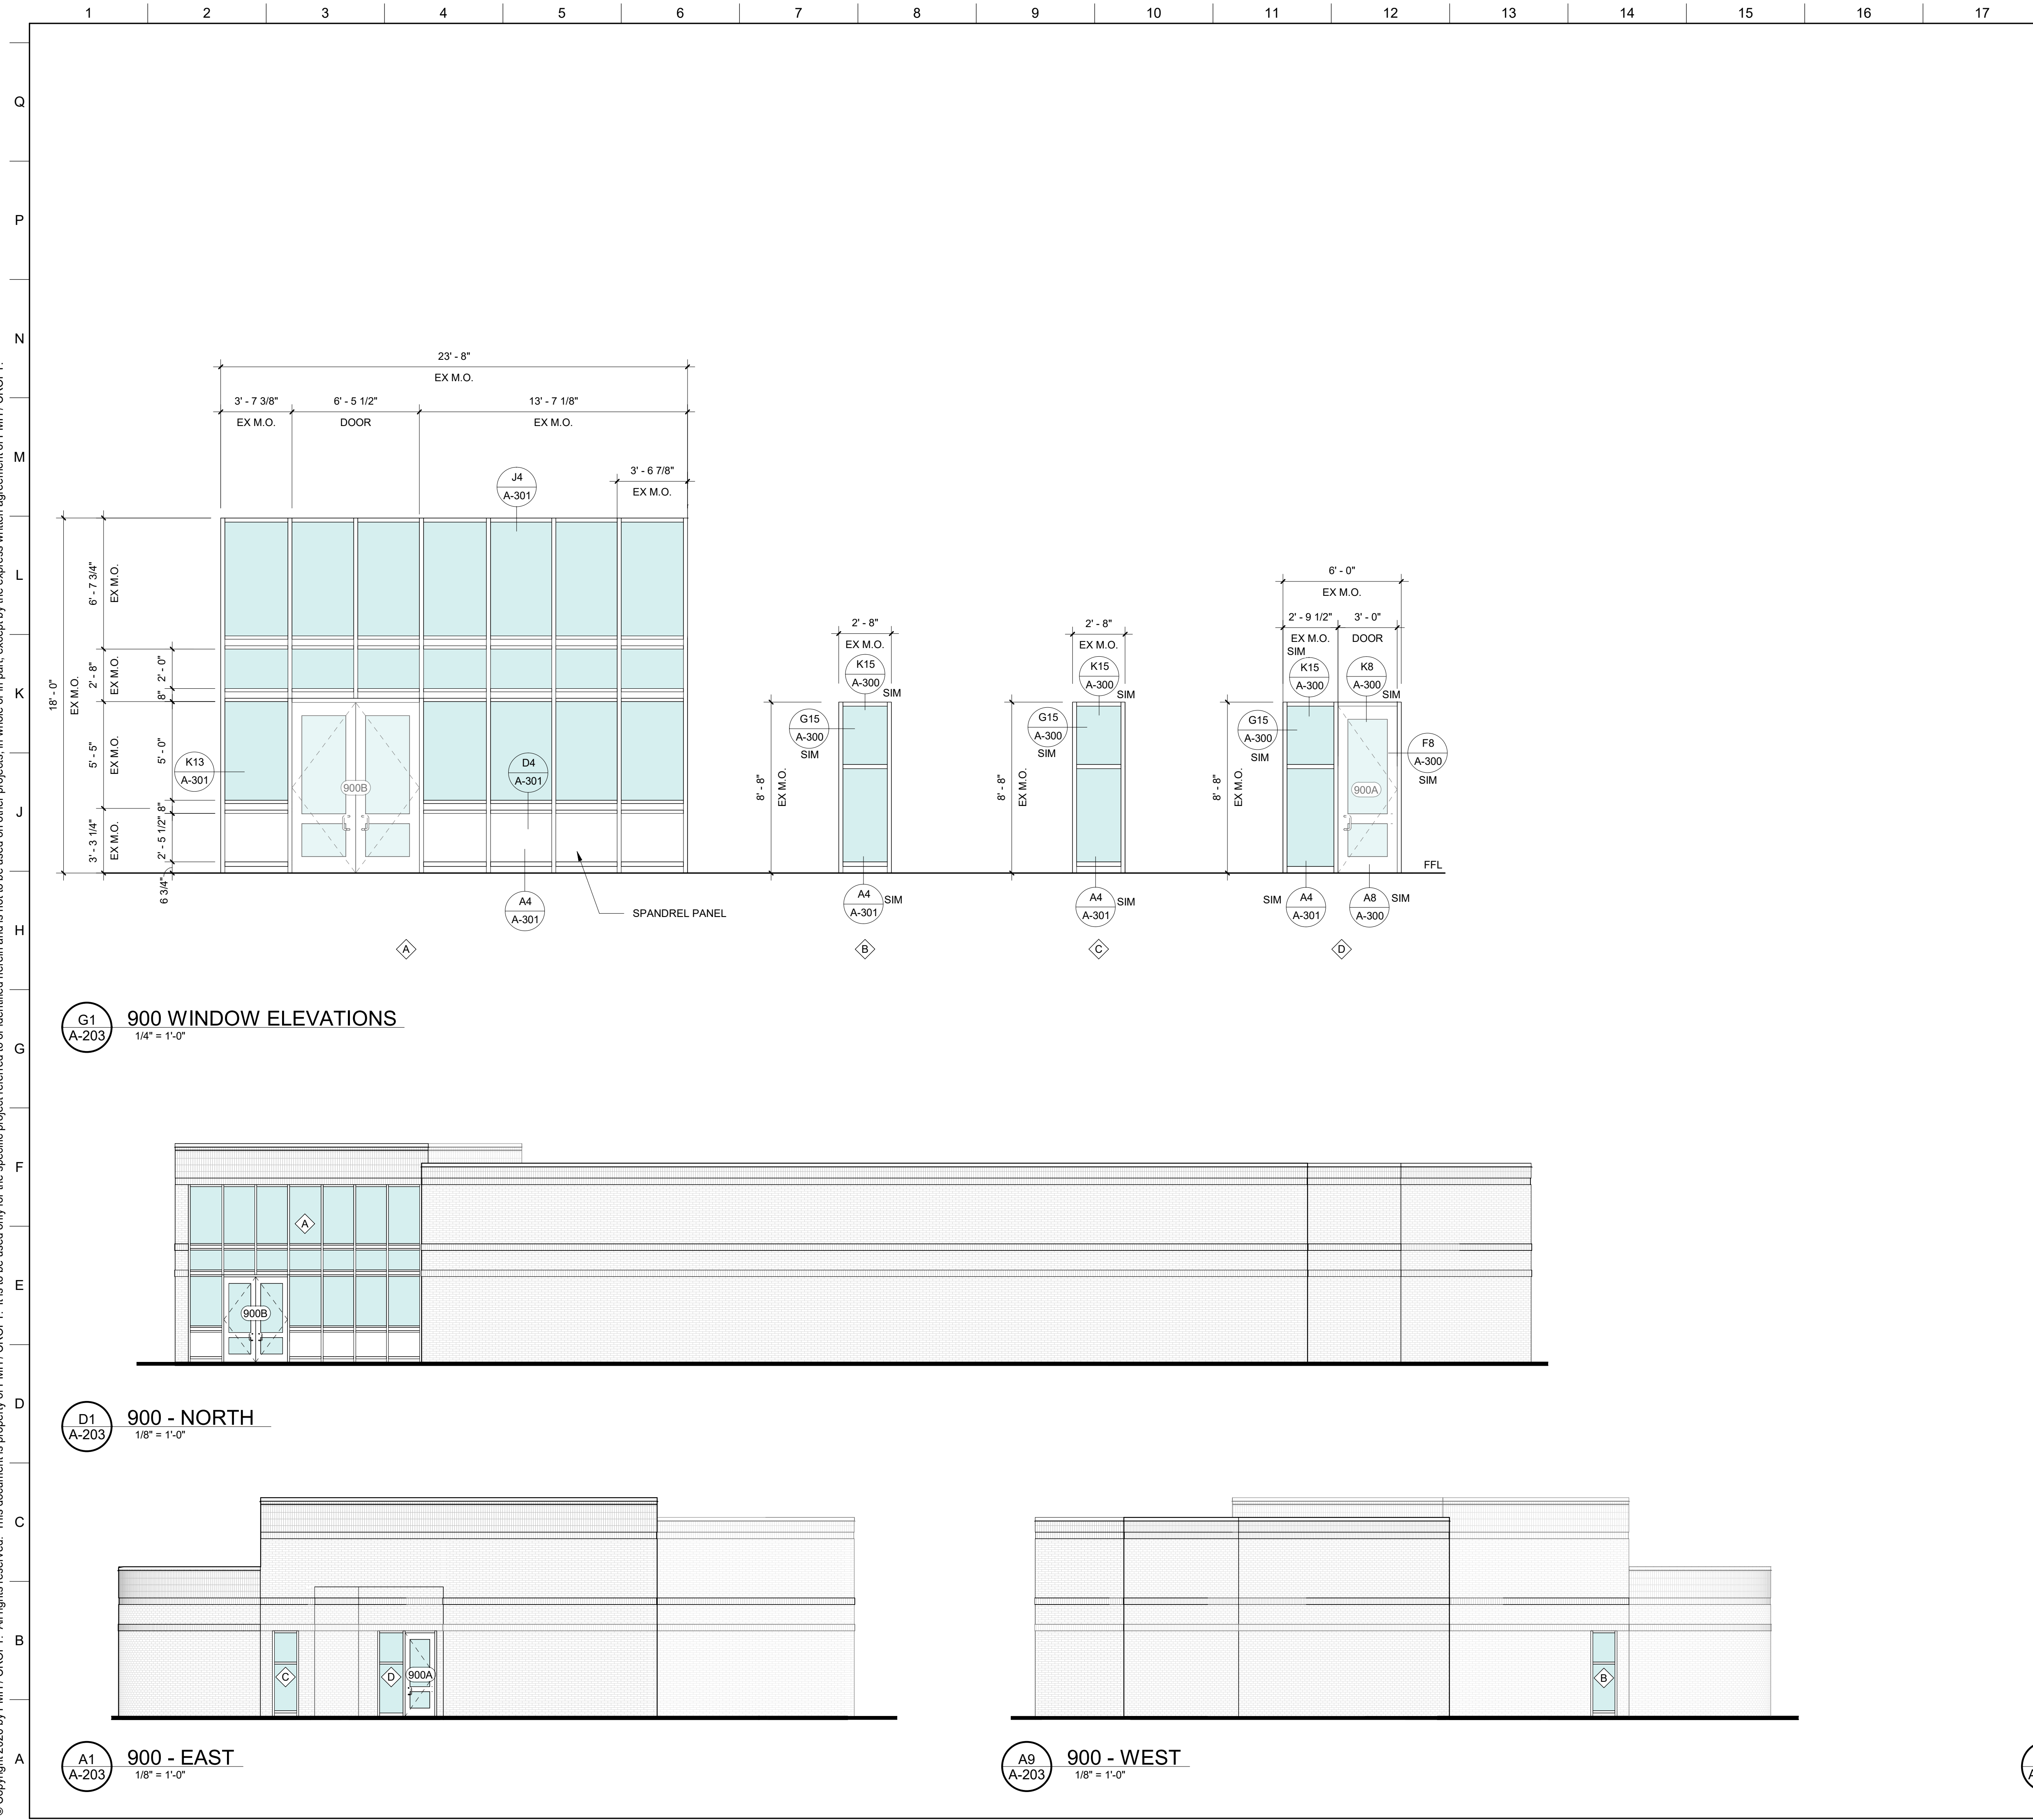 1 2 3 4 5 6 7 8 9 10 11 12 13 14 15 16 17
Q
P
N
M
L
K
J
H
G
F
E
D
C
B
A
23' - 8"
EX M.O.
3' - 7 3/8" 6' - 5 1/2" 13' - 7 1/8"
EX M.O. DOOR EX M.O.
3' - 6 7/8"
EX M.O.
J4
A-301
18' - 0"
EX M.O.
6' - 7 3/4"
EX M.O.
2' - 8"
EX M.O.
5' - 5"
EX M.O.
3' - 3 1/4"
EX M.O.
2' - 0"
8"
5' - 0"
8"
2' - 5 1/2"
6 3/4"
K13
A-301
900B
D4
A-301
A4
A-301
SPANDREL PANEL
A
2' - 8"
EX M.O.
K15
A-300
SIM
G15
A-300
SIM
8' - 8"
EX M.O.
A4
A-301
SIM
B
2' - 8"
EX M.O.
K15
A-300
SIM
G15
A-300
SIM
8' - 8"
EX M.O.
A4
A-301
SIM
C
6' - 0"
EX M.O.
2' - 9 1/2" 3' - 0"
EX M.O. DOOR
SIM
K15
A-300
K8
A-300
SIM
G15
A-300
SIM
F8
A-300
SIM
8' - 8"
EX M.O.
900A
FFL
SIM
A4
A-301
A8
A-300
SIM
D
G1
A-203
900 WINDOW ELEVATIONS
1/4" = 1'-0"
A
900B
D1
A-203
900 - NORTH
1/8" = 1'-0"
C
D
900A
A1
A-203
900 - EAST
1/8" = 1'-0"
B
A9
A-203
900 - WEST
1/8" = 1'-0"